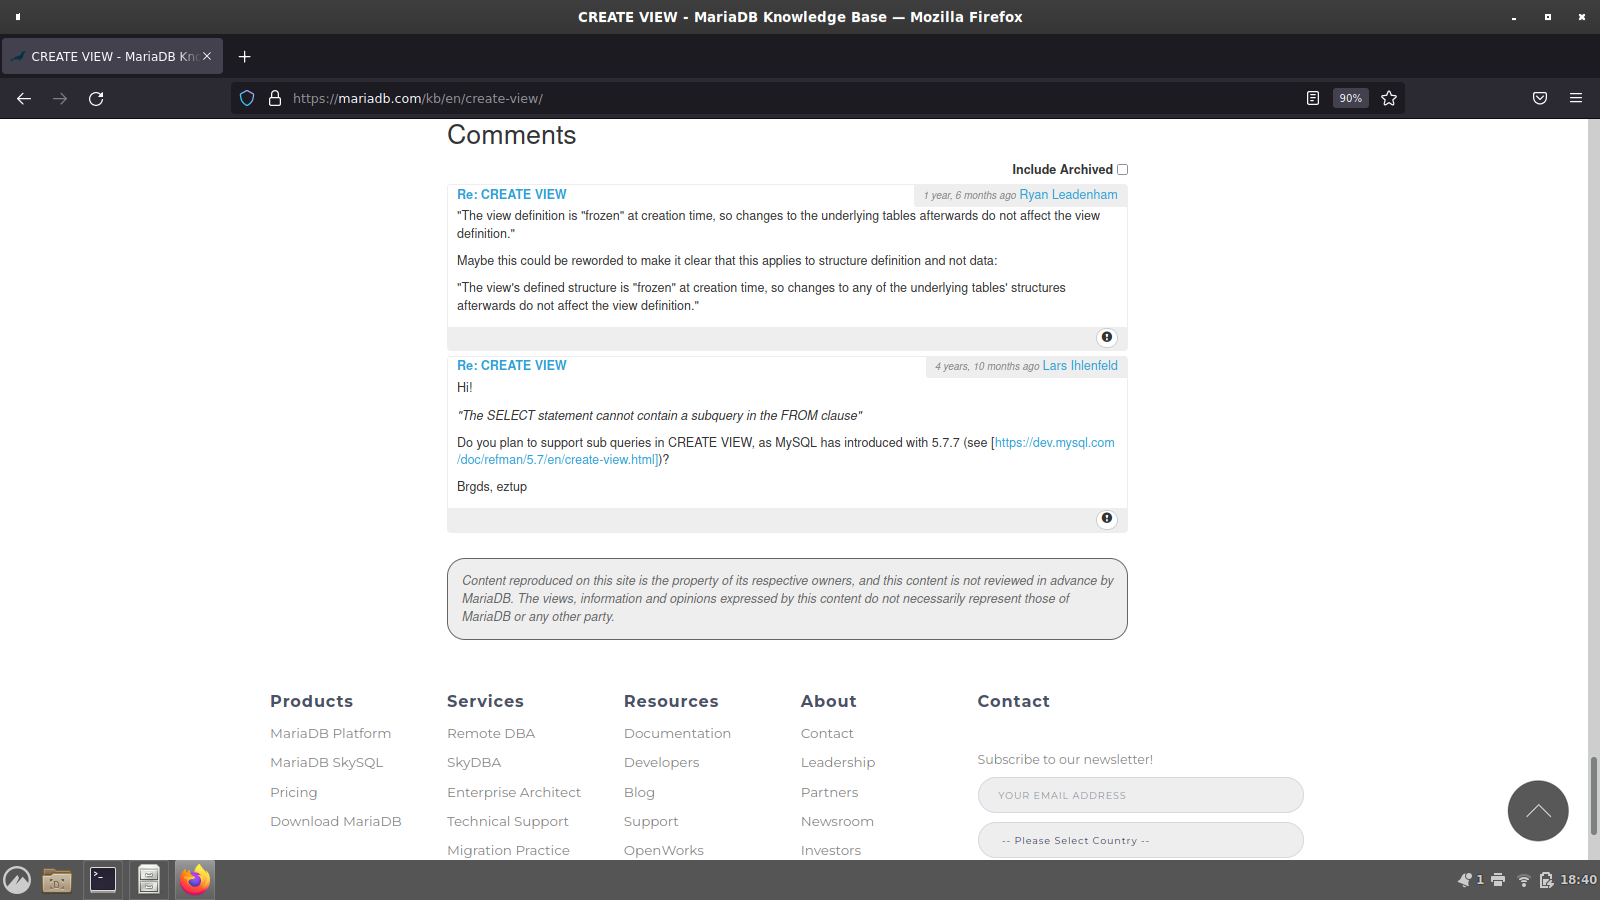 CREATE VIEW - MariaDB Knowledge Base — Mozilla Firefox
CREATE VIEW - MariaDB Kno
https://mariadb.com/kb/en/create-view/
90%
Comments
Include Archived
Re: CREATE VIEW
1 year, 6 months ago Ryan Leadenham
"The view definition is "frozen" at creation time, so changes to the underlying tables afterwards do not affect the view
definition."
Maybe this could be reworded to make it clear that this applies to structure definition and not data:
"The view's defined structure is "frozen" at creation time, so changes to any of the underlying tables' structures
afterwards do not affect the view definition."
Re: CREATE VIEW
4 years, 10 months ago Lars Ihlenfeld
Hi!
"The SELECT statement cannot contain a subquery in the FROM clause"
Do you plan to support sub queries in CREATE VIEW, as MySQL has introduced with 5.7.7 (see [https://dev.mysql.com
/doc/refman/5.7/en/create-view.html])?
Brgds, eztup
Content reproduced on this site is the property of its respective owners, and this content is not reviewed in advance by
MariaDB. The views, information and opinions expressed by this content do not necessarily represent those of
MariaDB or any other party.
Products
MariaDB Platform
MariaDB SkySQL
Pricing
Download MariaDB
Services
Remote DBA
SkyDBA
Enterprise Architect
Technical Support
Migration Practice
Resources
Documentation
Developers
Blog
Support
OpenWorks
About
Contact
Leadership
Partners
Newsroom
Investors
Contact
Subscribe to our newsletter!
YOUR EMAIL ADDRESS
-- Please Select Country --
1
18:40